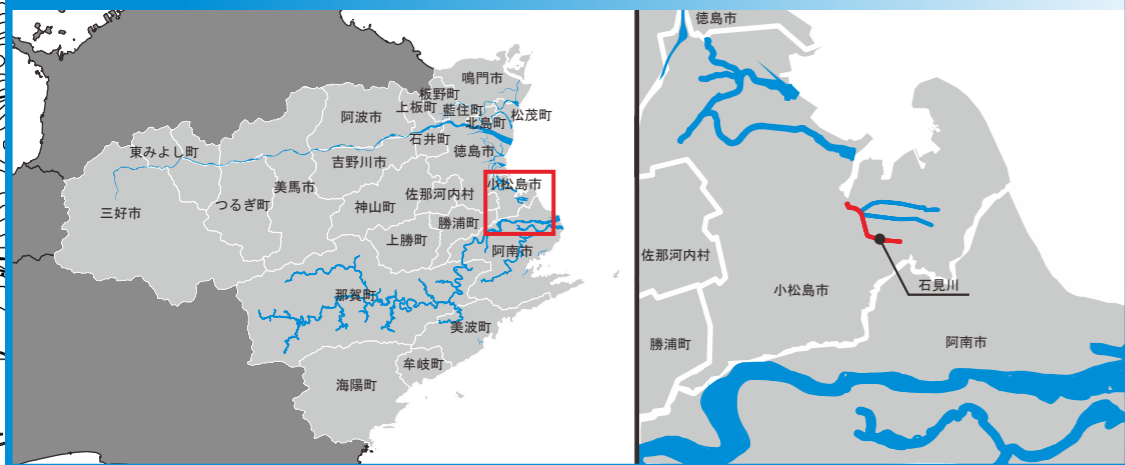 鳴門市
板野町
上板町
藍住町
松茂町
北島町
阿波市
石井町
徳島市
東みよし町
吉野川市
小松島市
美馬市
佐那河内村
つるぎ町
神山町
三好市
勝浦町
上勝町
阿南市
那賀町
美波町
牟岐町
海陽町
徳島市
佐那河内村
小松島市
石見川
勝浦町
阿南市